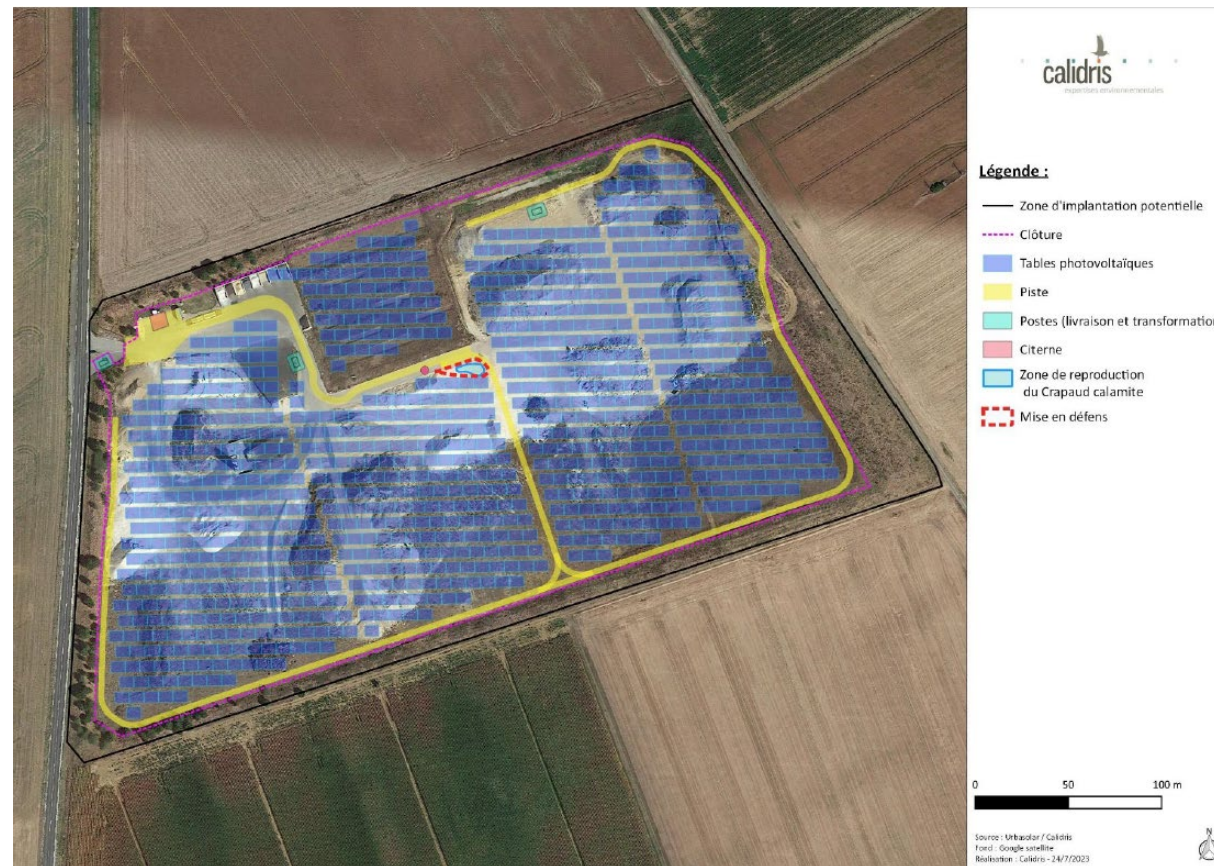 calidris
expertises environnementales
Légende :
Zone d'implantation potentielle
Clôture
Tables photovoltaïques
Piste
Postes (livraison et transformation
Citerne
Zone de reproduction
du Crapaud calamite
Mise en défens
0 50 100 m
Source : Urbasolar / Calidris
Fond : Google satellite
Réalisation : Calidris - 24/7/2023
N